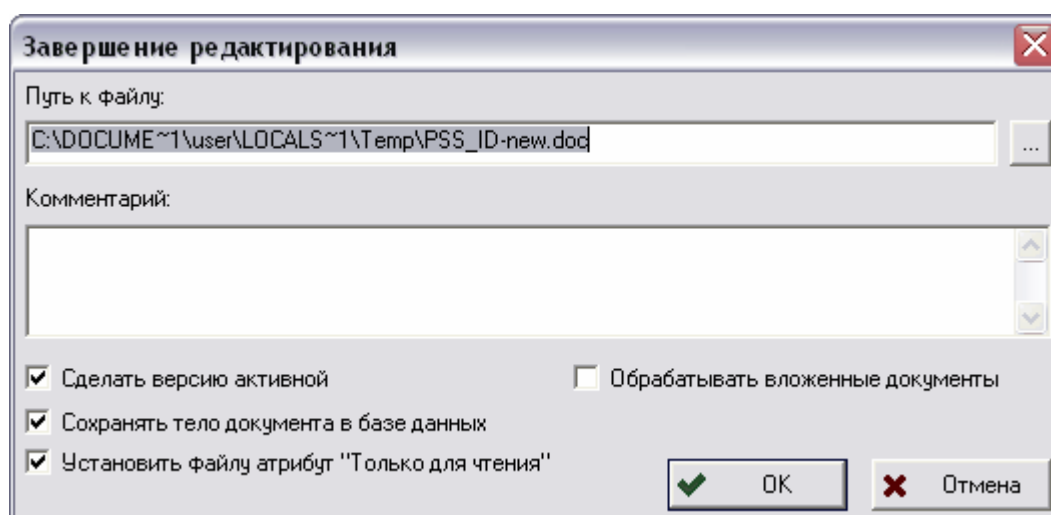 Завершение редактирования
Путь к файлу:
C:\DOCUME~1\user\LOCALS~1\Temp\PSS_ID-new.doc
...
Комментарий:
Сделать версию активной
Обрабатывать вложенные документы
Сохранять тело документа в базе данных
Установить файлу атрибут "Только для чтения"
OK
Отмена